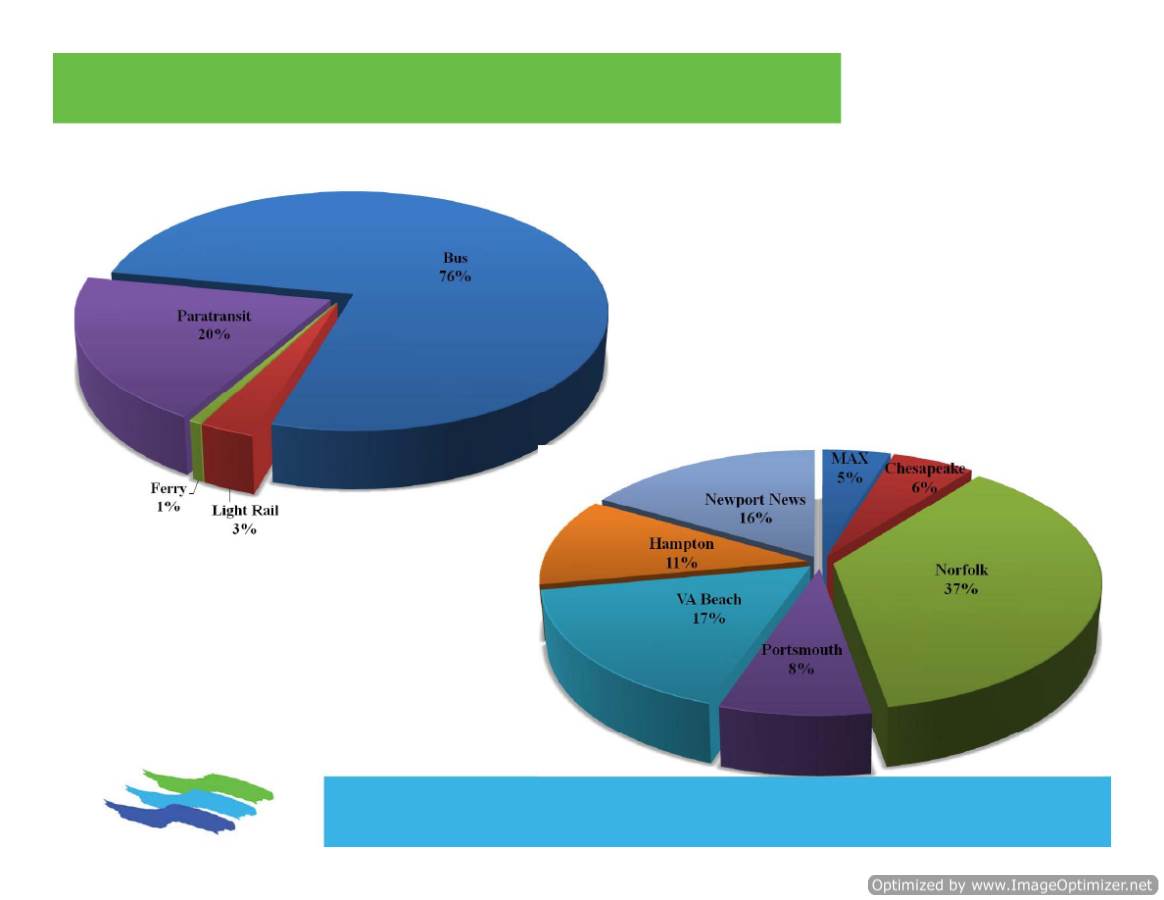 Bus
76%
Paratransit
20%
Ferry
1%
Light Rail
3%
MAX
5%
Chesapeake
6%
Norfolk
37%
Portsmouth
8%
VA Beach
17%
Hampton
11%
Newport News
16%
Optimized by www.ImageOptimizer.net